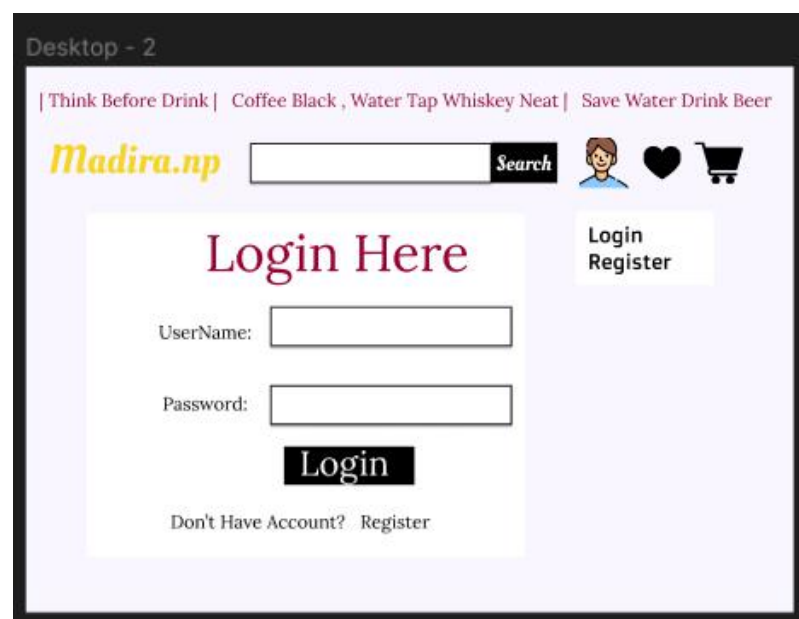 Desktop - 2
| Think Before Drink | Coffee Black , Water Tap Whiskey Neat | Save Water Drink Beer
Madira.np
Search
Login Here
Login
Register
UserName:
Password:
Login
Don't Have Account? Register